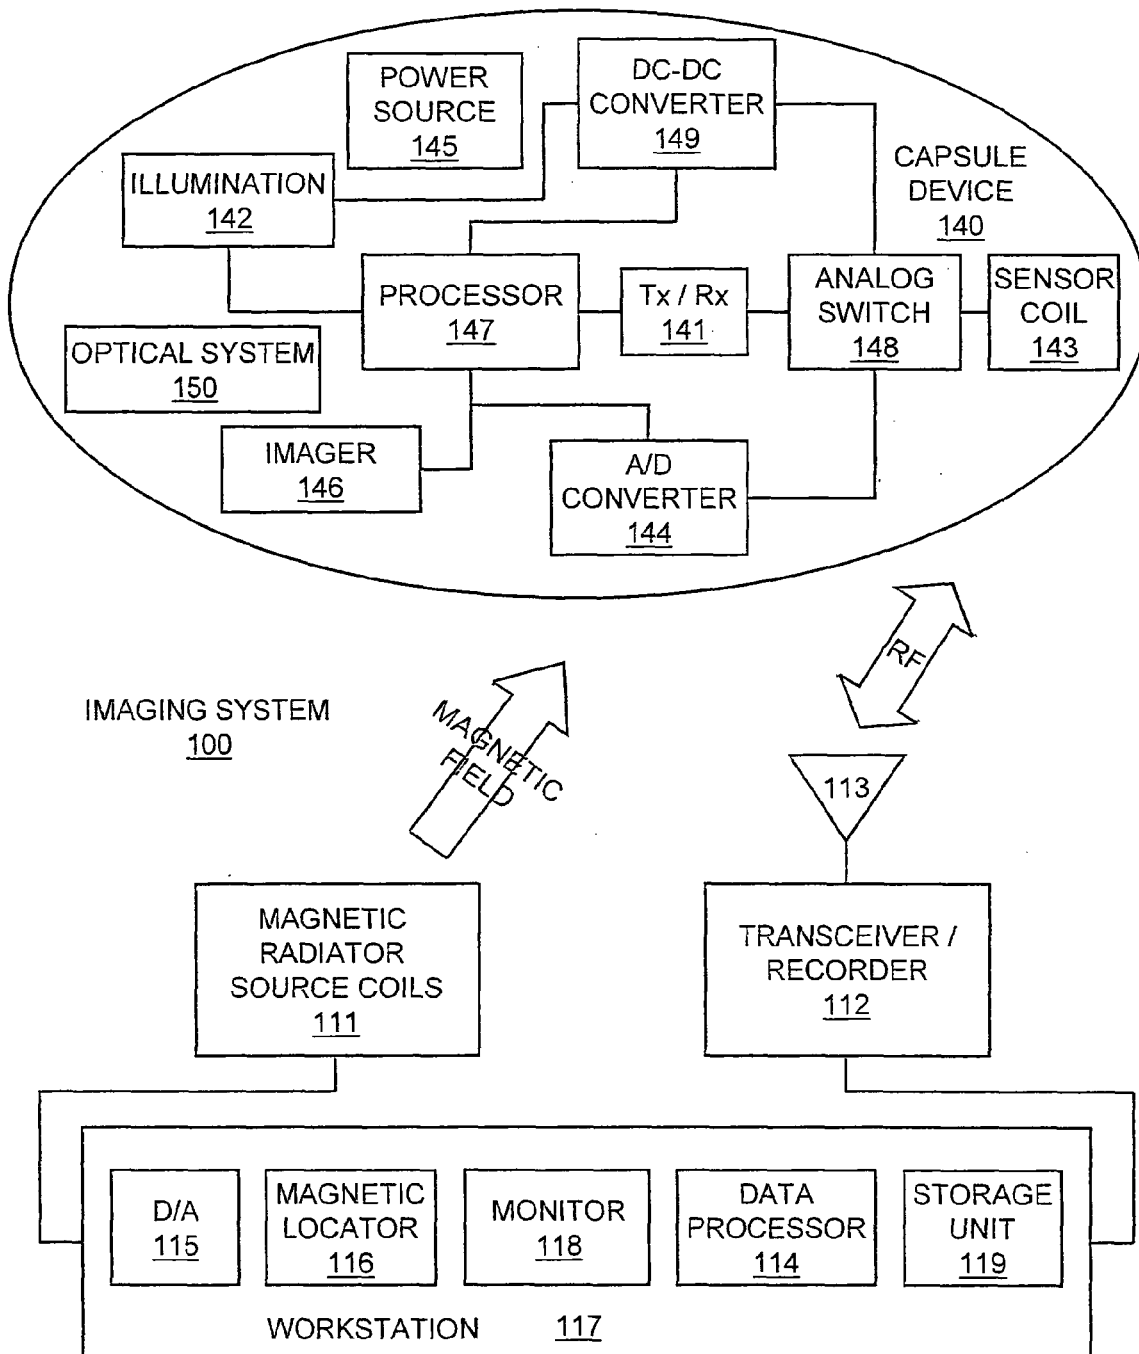 POWER
SOURCE
145
DC-DC
CONVERTER
149
CAPSULE
DEVICE
140
ILLUMINATION
142
PROCESSOR
147
Tx / Rx
141
ANALOG
SWITCH
148
SENSOR
COIL
143
OPTICAL SYSTEM
150
IMAGER
146
A/D
CONVERTER
144
RF
MAGNETIC
FIELD
IMAGING SYSTEM
100
113
MAGNETIC
RADIATOR
SOURCE COILS
111
TRANSCEIVER /
RECORDER
112
D/A
115
MAGNETIC
LOCATOR
116
MONITOR
118
DATA
PROCESSOR
114
STORAGE
UNIT
119
WORKSTATION 117